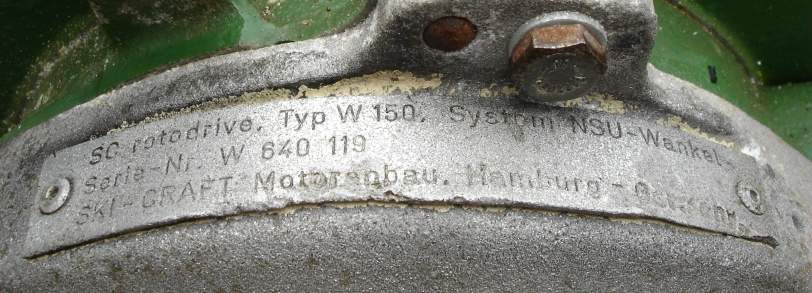 SC rotodrive. Typ W 150. System NSU-Wankel
Serie-Nr. W 640 119
SKI-CRAFT Motorenbau. Hamburg-